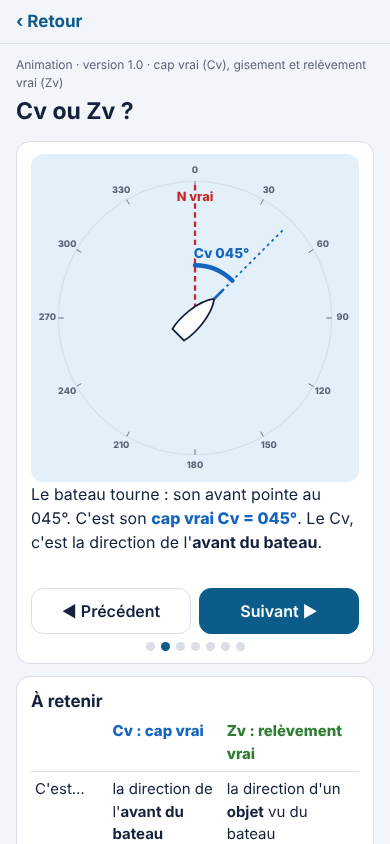 ‹ Retour
Animation · version 1.0 · cap vrai (Cv), gisement et relèvement
vrai (Zv)
Cv ou Zv ?
0
330
30
N vrai
300
60
Cv 045°
270
90
240
120
210
150
180
Le bateau tourne : son avant pointe au
045°. C'est son cap vrai Cv = 045°. Le Cv,
c'est la direction de l'avant du bateau.
◀ Précédent
Suivant ▶
À retenir
Cv : cap vrai
Zv : relèvement
vrai
C'est...
la direction de
l'avant du
bateau
la direction d'un
objet vu du
bateau